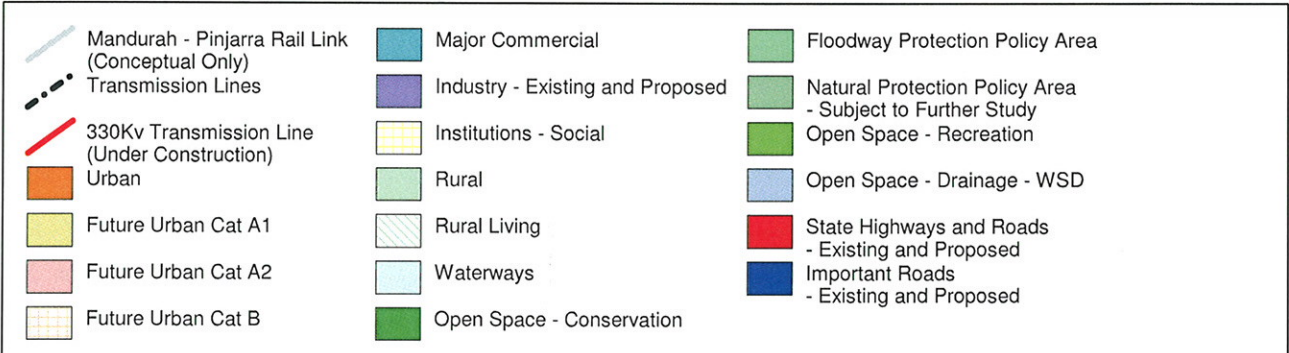 Mandurah - Pinjarra Rail Link
(Conceptual Only)
Transmission Lines
330Kv Transmission Line
(Under Construction)
Urban
Future Urban Cat A1
Future Urban Cat A2
Future Urban Cat B
Major Commercial
Industry - Existing and Proposed
Institutions - Social
Rural
Rural Living
Waterways
Open Space - Conservation
Floodway Protection Policy Area
Natural Protection Policy Area
- Subject to Further Study
Open Space - Recreation
Open Space - Drainage - WSD
State Highways and Roads
- Existing and Proposed
Important Roads
- Existing and Proposed